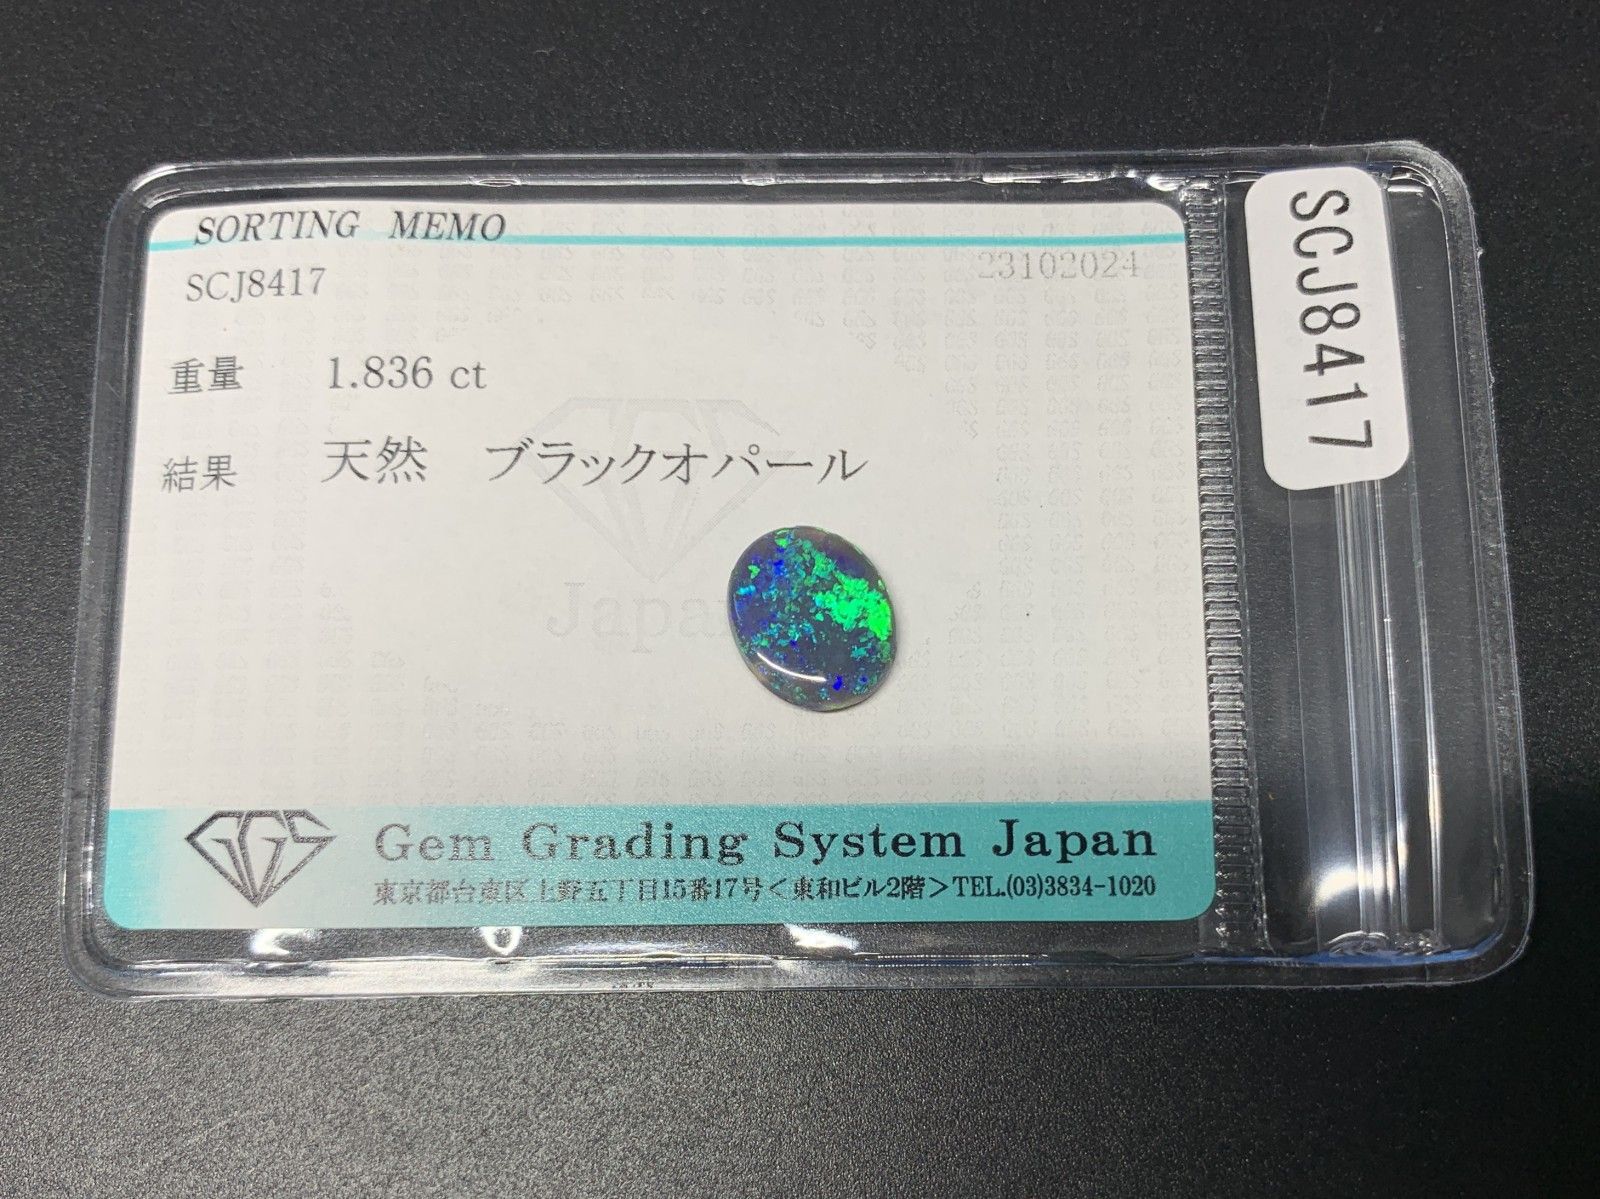 SORTING MEMO
SCJ8417
23102024
重量 1.836 ct
結果 天然 ブラックオパール
Japa
GGS
Gem Grading System Japan
東京都台東区上野五丁目15番17号<東和ビル2階>TEL.(03)3834-1020
SCJ8417